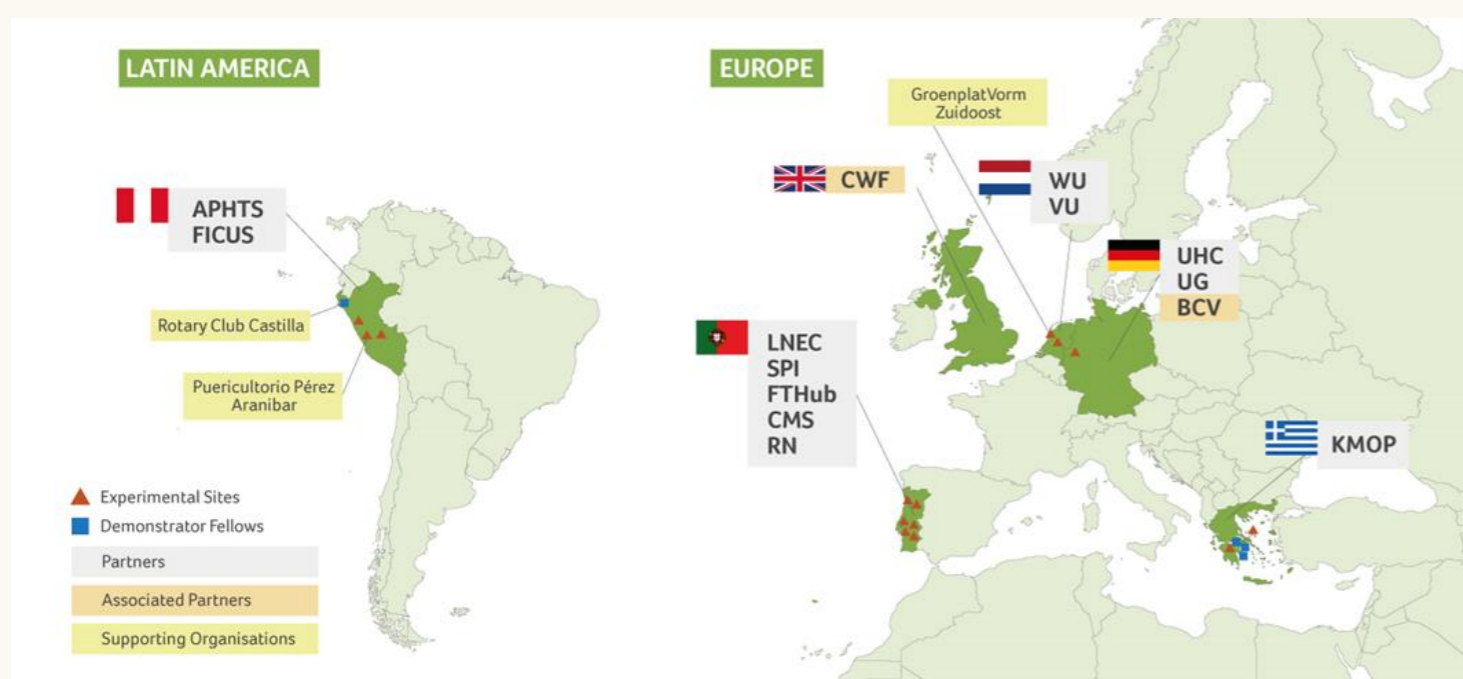 LATIN AMERICA
APHTS
FICUS
Rotary Club Castilla
Puericultorio Pérez
Aranibar
Experimental Sites
Demonstrator Fellows
Partners
Associated Partners
Supporting Organisations
EUROPE
GroenplatVorm
Zuidoost
CWF
WU
VU
UHC
UG
BCV
LNEC
SPI
FTHub
CMS
RN
KMOP